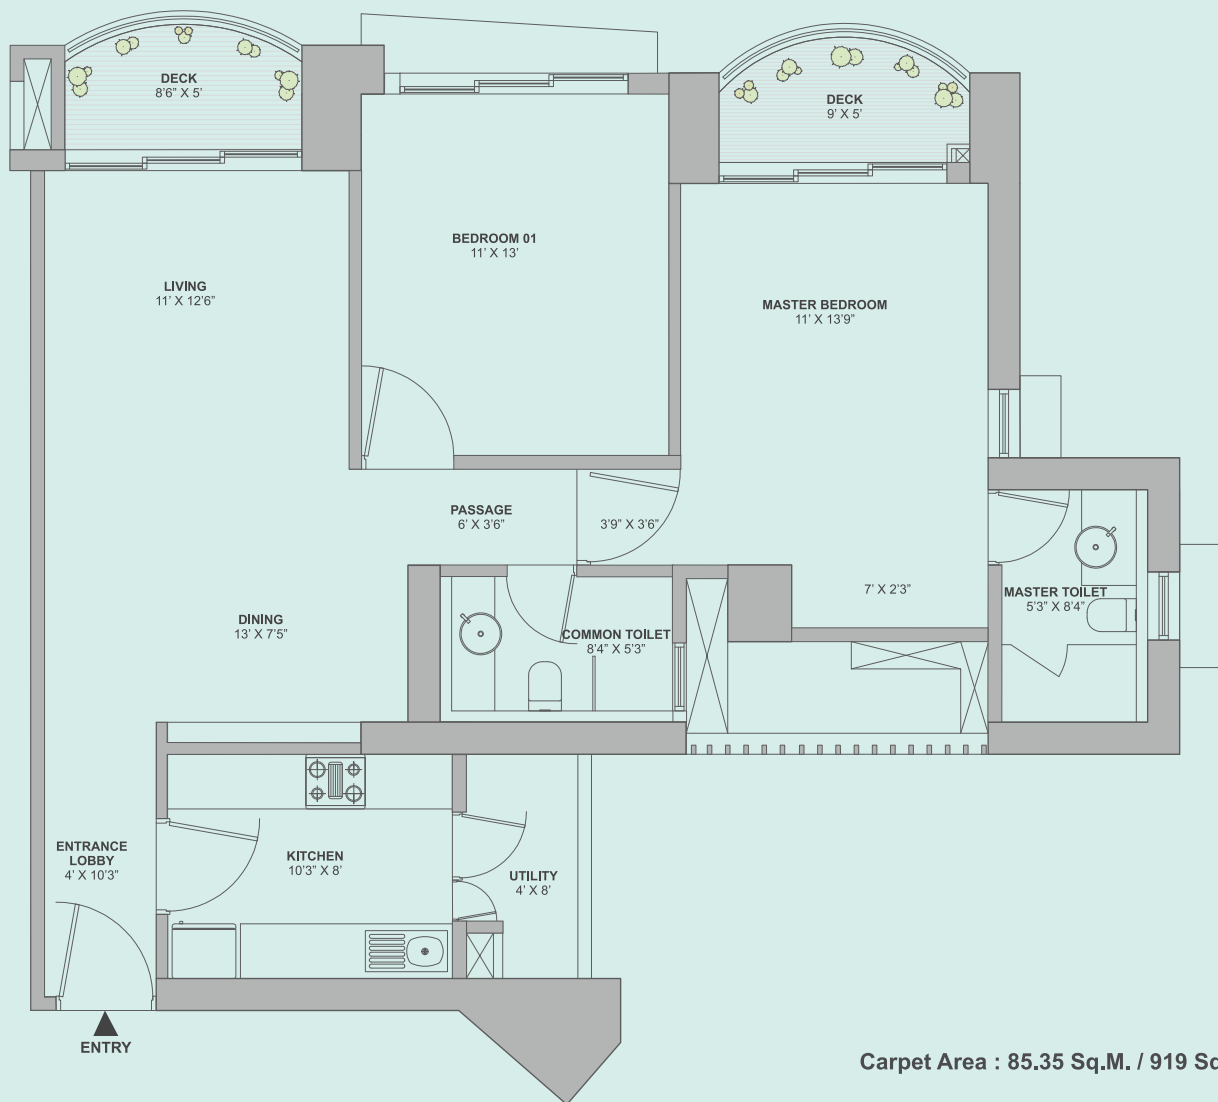 DECK
8’6” X 5’
DECK
9’ X 5’
BEDROOM 01
11’ X 13’
LIVING
11’ X 12’6”
MASTER BEDROOM
11’ X 13’9”
PASSAGE
6’ X 3’6”
3’9” X 3’6”
7’ X 2’3”
MASTER TOILET
5’3” X 8’4”
DINING
13’ X 7’5”
COMMON TOILET
8’4” X 5’3”
ENTRANCE
LOBBY
4’ X 10’3”
KITCHEN
10’3” X 8’
UTILITY
4’ X 8’
ENTRY
Carpet Area : 85.35 Sq.M. / 919